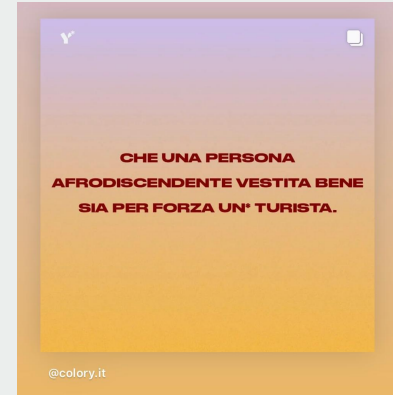 CHE UNA PERSONA
AFRODISCENDENTE VESTITA BENE
SIA PER FORZA UN* TURISTA.
@colory.it